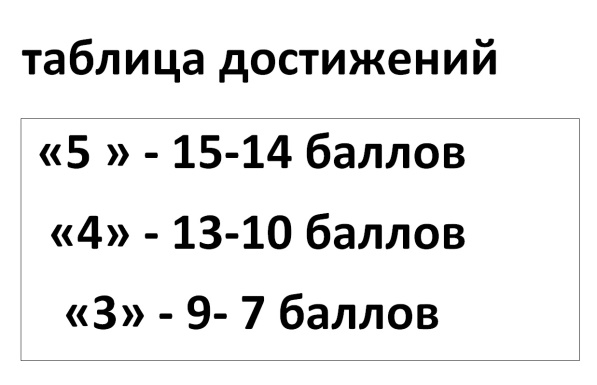 таблица достижений
«5 » - 15-14 баллов
«4» - 13-10 баллов
«3» - 9- 7 баллов